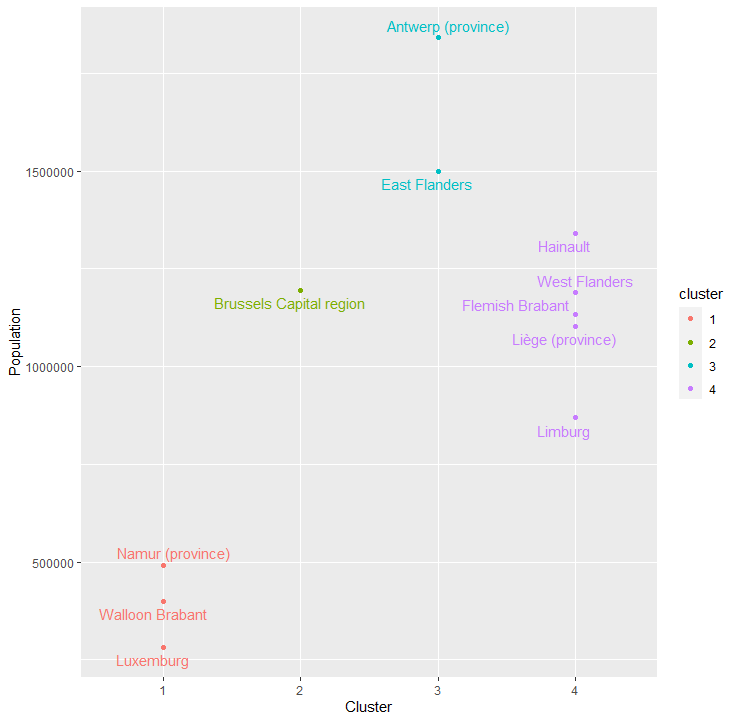 Antwerp (province)
1500000
East Flanders
Hainault
West Flanders
Brussels Capital region
Flemish Brabant
Liège (province)
1000000
Limburg
Namur (province)
500000
Walloon Brabant
Luxemburg
Population
1
2
3
4
Cluster
cluster
1
2
3
4